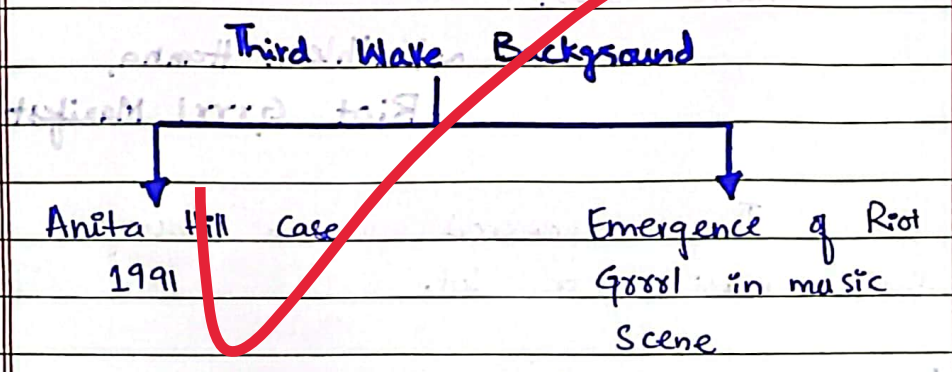 Third Wave Background
Anita Hill case
1991
Emergence of Riot
Grrrl in music
Scene